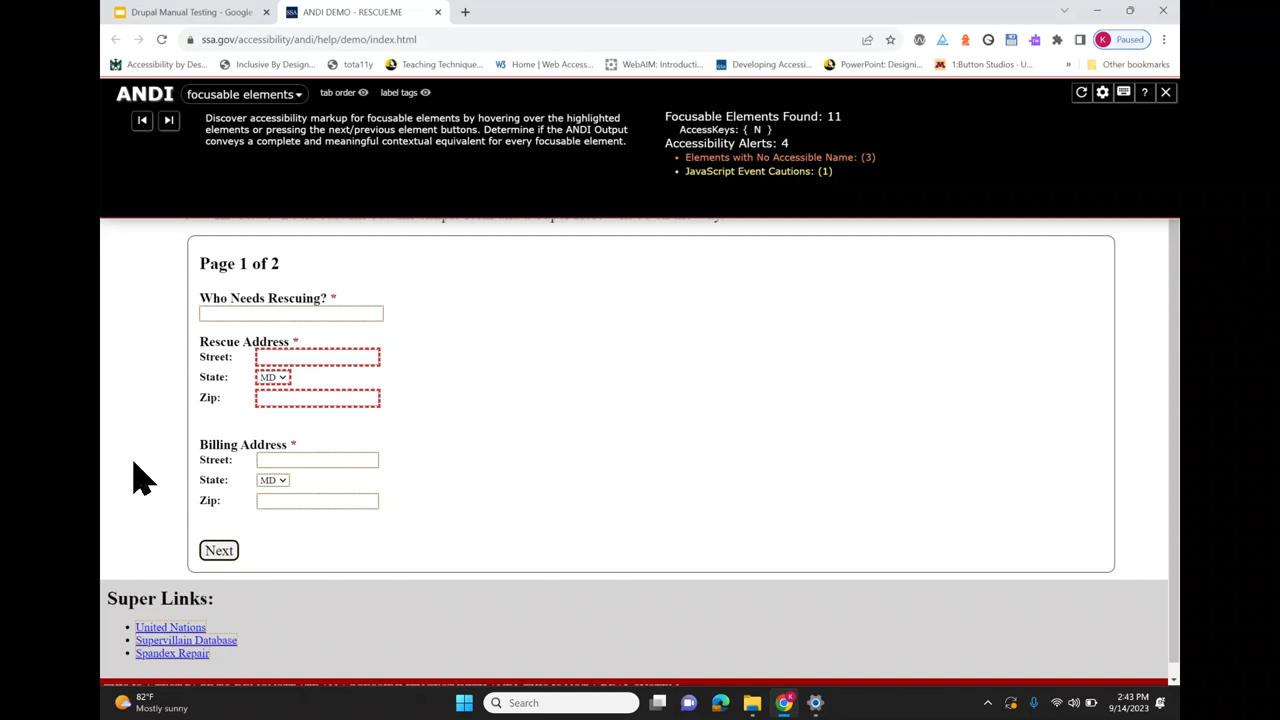 Drupal Manual Testing - Google
ANDI DEMO - RESCUE.ME
ssa.gov/accessibility/andi/help/demo/index.html
K Paused
Accessibility by Des...
Inclusive By Design...
tota11y
Teaching Technique...
Home | Web Access...
WebAIM: Introducti...
Developing Accessi...
PowerPoint: Designi...
1:Button Studios - U...
»
Other bookmarks
ANDI focusable elements
tab order
label tags
Discover accessibility markup for focusable elements by hovering over the highlighted
elements or pressing the next/previous element buttons. Determine if the ANDI Output
conveys a complete and meaningful contextual equivalent for every focusable element.
Focusable Elements Found: 11
AccessKeys: { N }
Accessibility Alerts: 4
• Elements with No Accessible Name: (3)
• JavaScript Event Cautions: (1)
?
Page 1 of 2
Who Needs Rescuing? *
Rescue Address *
Street:
State: MD
Zip:
Billing Address *
Street:
State: MD
Zip:
Next
Super Links:
• United Nations
• Supervillain Database
• Spandex Repair
82°F
Mostly sunny
Search
2:43 PM
9/14/2023